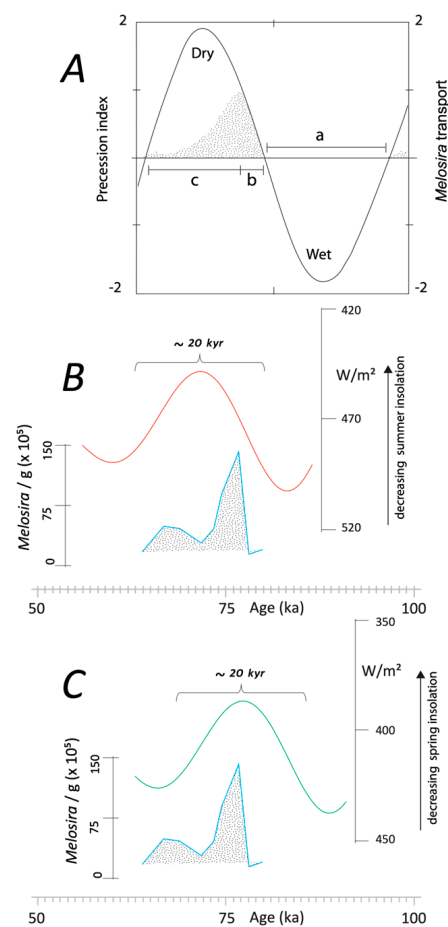 A
2
2
Dry
Precession index
Melosira transport
a
c
b
Wet
-2
-2
420
~ 20 kyr
B
W/m²
470
decreasing summer insolation
Melosira / g (x 10⁵)
150
75
0
520
50
75
Age (ka)
100
350
~ 20 kyr
C
W/m²
400
decreasing spring insolation
Melosira / g (x 10⁵)
150
75
0
450
50
75
Age (ka)
100